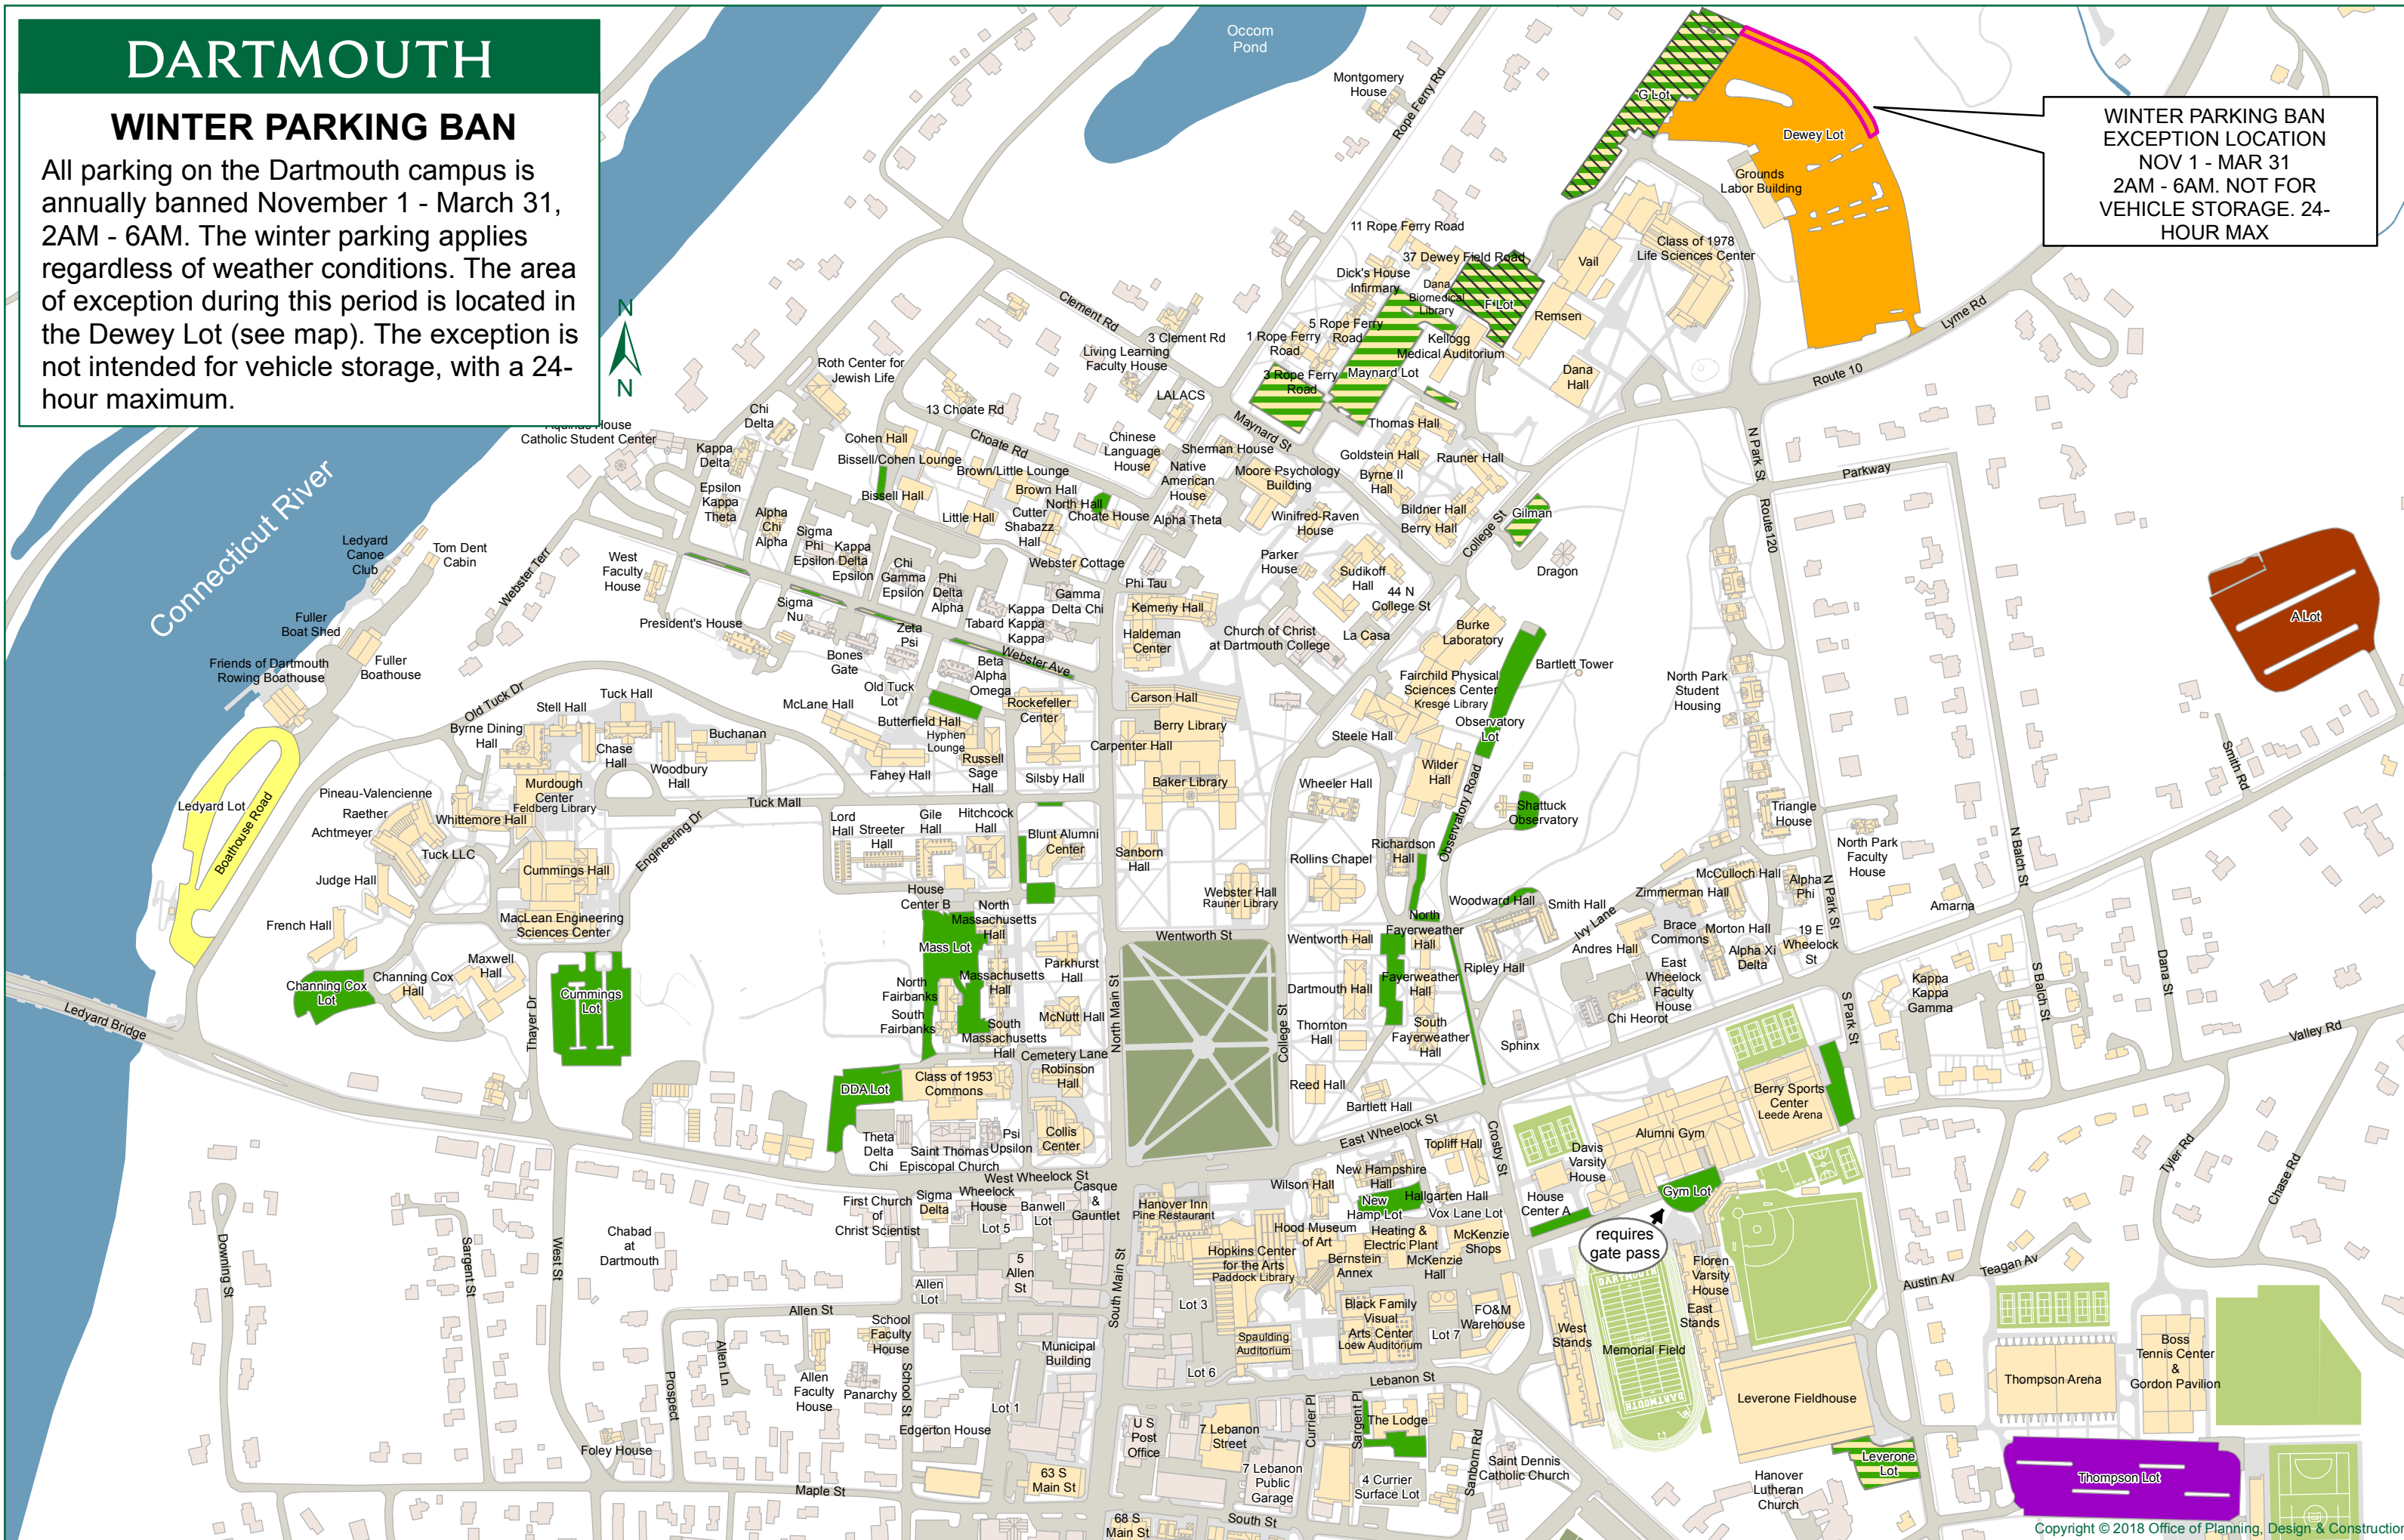 DARTMOUTH
WINTER PARKING BAN
All parking on the Dartmouth campus is
annually banned November 1 - March 31,
2AM - 6AM. The winter parking applies
regardless of weather conditions. The area
of exception during this period is located in
the Dewey Lot (see map). The exception is
not intended for vehicle storage, with a 24-
hour maximum.
N
N
Occom
Pond
Montgomery
House
Rope Ferry Rd
G Lot
Dewey Lot
Grounds
Labor Building
WINTER PARKING BAN
EXCEPTION LOCATION
NOV 1 - MAR 31
2AM - 6AM. NOT FOR
VEHICLE STORAGE. 24-
HOUR MAX
11 Rope Ferry Road
37 Dewey Field Road
Dick's House
Infirmary
Dana
Biomedical
Library
F Lot
Vail
Class of 1978
Life Sciences Center
Remsen
Clement Rd
3 Clement Rd
Living Learning
Faculty House
1 Rope Ferry
Road
5 Rope Ferry
Road
Kellogg
Medical Auditorium
3 Rope Ferry
Road
Maynard Lot
Dana
Hall
Lyme Rd
Route 10
Roth Center for
Jewish Life
LALACS
13 Choate Rd
Chi
Delta
House
Catholic Student Center
Kappa
Delta
Cohen Hall
Bissell/Cohen Lounge
Choate Rd
Chinese
Language
House
Maynard St
Sherman House
Thomas Hall
Goldstein Hall
Rauner Hall
N Park St
Parkway
Connecticut River
Epsilon
Kappa
Theta
Bissell Hall
Brown/Little Lounge
Brown Hall
North Hall
Native
American
House
Moore Psychology
Building
Byrne II
Hall
Alpha
Chi
Alpha
Little Hall
Cutter
Shabazz
Hall
Choate House
Alpha Theta
Winifred-Raven
House
Bildner Hall
Berry Hall
College St
Gilman
Route120
Ledyard
Canoe
Club
Tom Dent
Cabin
Webster Terr
West
Faculty
House
Sigma
Phi
Epsilon
Kappa
Delta
Epsilon
Chi
Gamma
Epsilon
Phi
Delta
Alpha
Webster Cottage
Phi Tau
Parker
House
Sudikoff
Hall
Dragon
A Lot
Fuller
Boat Shed
President's House
Sigma
Nu
Zeta
Psi
Tabard
Kappa
Kappa
Kappa
Gamma
Delta Chi
Kemeny Hall
44 N
College St
La Casa
Burke
Laboratory
Fuller
Boathouse
Friends of Dartmouth
Rowing Boathouse
Bones
Gate
Beta
Alpha
Omega
Webster Ave
Haldeman
Center
Church of Christ
at Dartmouth College
Bartlett Tower
Old Tuck Dr
Tuck Hall
Stell Hall
McLane Hall
Old Tuck
Lot
Butterfield Hall
Hyphen
Lounge
Rockefeller
Center
Carson Hall
Berry Library
Fairchild Physical
Sciences Center
Kresge Library
Observatory
Lot
North Park
Student
Housing
Byrne Dining
Hall
Chase
Hall
Buchanan
Woodbury
Hall
Fahey Hall
Russell
Sage
Hall
Silsby Hall
Carpenter Hall
Baker Library
Steele Hall
Wilder
Hall
Smith Rd
Ledyard Lot
Boathouse Road
Pineau-Valencienne
Raether
Achtmeyer
Murdough
Center
Feldberg Library
Whittemore Hall
Tuck Mall
Wheeler Hall
Observatory Road
Shattuck
Observatory
Triangle
House
Tuck LLC
Engineering Dr
Lord
Hall
Streeter
Hall
Gile
Hall
Hitchcock
Hall
Blunt Alumni
Center
Sanborn
Hall
Rollins Chapel
Richardson
Hall
North Park
Faculty
House
N Balch St
Judge Hall
Cummings Hall
House
Center B
Webster Hall
Rauner Library
Woodward Hall
Smith Hall
Zimmerman Hall
McCulloch Hall
Alpha
Phi
N Park St
Amarna
French Hall
MacLean Engineering
Sciences Center
North
Massachusetts
Hall
Mass Lot
Wentworth St
Wentworth Hall
North
Fayerweather
Hall
Ivy Lane
Andres Hall
Brace
Commons
Morton Hall
Alpha Xi
Delta
19 E
Wheelock
St
Channing Cox
Lot
Channing Cox
Hall
Maxwell
Hall
Cummings
Lot
Massachusetts
Hall
Parkhurst
Hall
Ripley Hall
Fayerweather
Hall
Dartmouth Hall
East
Wheelock
Faculty
House
Kappa
Kappa
Gamma
S Balch St
Dana St
Ledyard Bridge
Thayer Dr
North
Fairbanks
South
Fairbanks
South
Massachusetts
Hall
McNutt Hall
North Main St
College St
Thornton
Hall
South
Fayerweather
Hall
Sphinx
Chi Heorot
S Park St
Valley Rd
Cemetery Lane
Robinson
Hall
DDA Lot
Class of 1953
Commons
Reed Hall
Bartlett Hall
Berry Sports
Center
Leede Arena
Theta
Delta
Chi
Saint Thomas
Episcopal Church
Psi
Upsilon
Collis
Center
East Wheelock St
Topliff Hall
Crosby St
Davis
Varsity
House
Alumni Gym
Tyler Rd
Chase Rd
West Wheelock St
New Hampshire
Hall
Wilson Hall
First Church
of
Christ Scientist
Sigma
Delta
Wheelock
House
Lot 5
Banwell
Lot
Casque
&
Gauntlet
Hanover Inn
Pine Restaurant
New
Hamp Lot
Hallgarten Hall
Vox Lane Lot
House
Center A
Gym Lot
requires
gate pass
Downing St
Sargent St
West St
Chabad
at
Dartmouth
5
Allen
St
Hopkins Center
for the Arts
Paddock Library
Hood Museum
of Art
Bernstein
Annex
Heating &
Electric Plant
McKenzie
Hall
McKenzie
Shops
Floren
Varsity
House
Austin Av
Teagan Av
Allen
Lot
Allen St
South Main St
Lot 3
Black Family
Visual
Arts Center
Loew Auditorium
Lot 7
FO&M
Warehouse
West
Stands
DARTMOUTH
Memorial Field
DARTMOUTH
East
Stands
School
Faculty
House
Municipal
Building
Spaulding
Auditorium
Boss
Tennis Center
&
Gordon Pavilion
Thompson Arena
Prospect
Allen Ln
Allen
Faculty
House
Panarchy
School St
Lot 6
Lebanon St
Leverone Fieldhouse
Lot 1
Edgerton House
Foley House
U S
Post
Office
7 Lebanon
Street
Currier Pl
Sargent Pl
The Lodge
Sanborn Rd
Saint Dennis
Catholic Church
Leverone
Lot
Thompson Lot
Maple St
63 S
Main St
7 Lebanon
Public
Garage
4 Currier
Surface Lot
Hanover
Lutheran
Church
68 S
Main St
South St
Copyright © 2018 Office of Planning, Design & Constructio